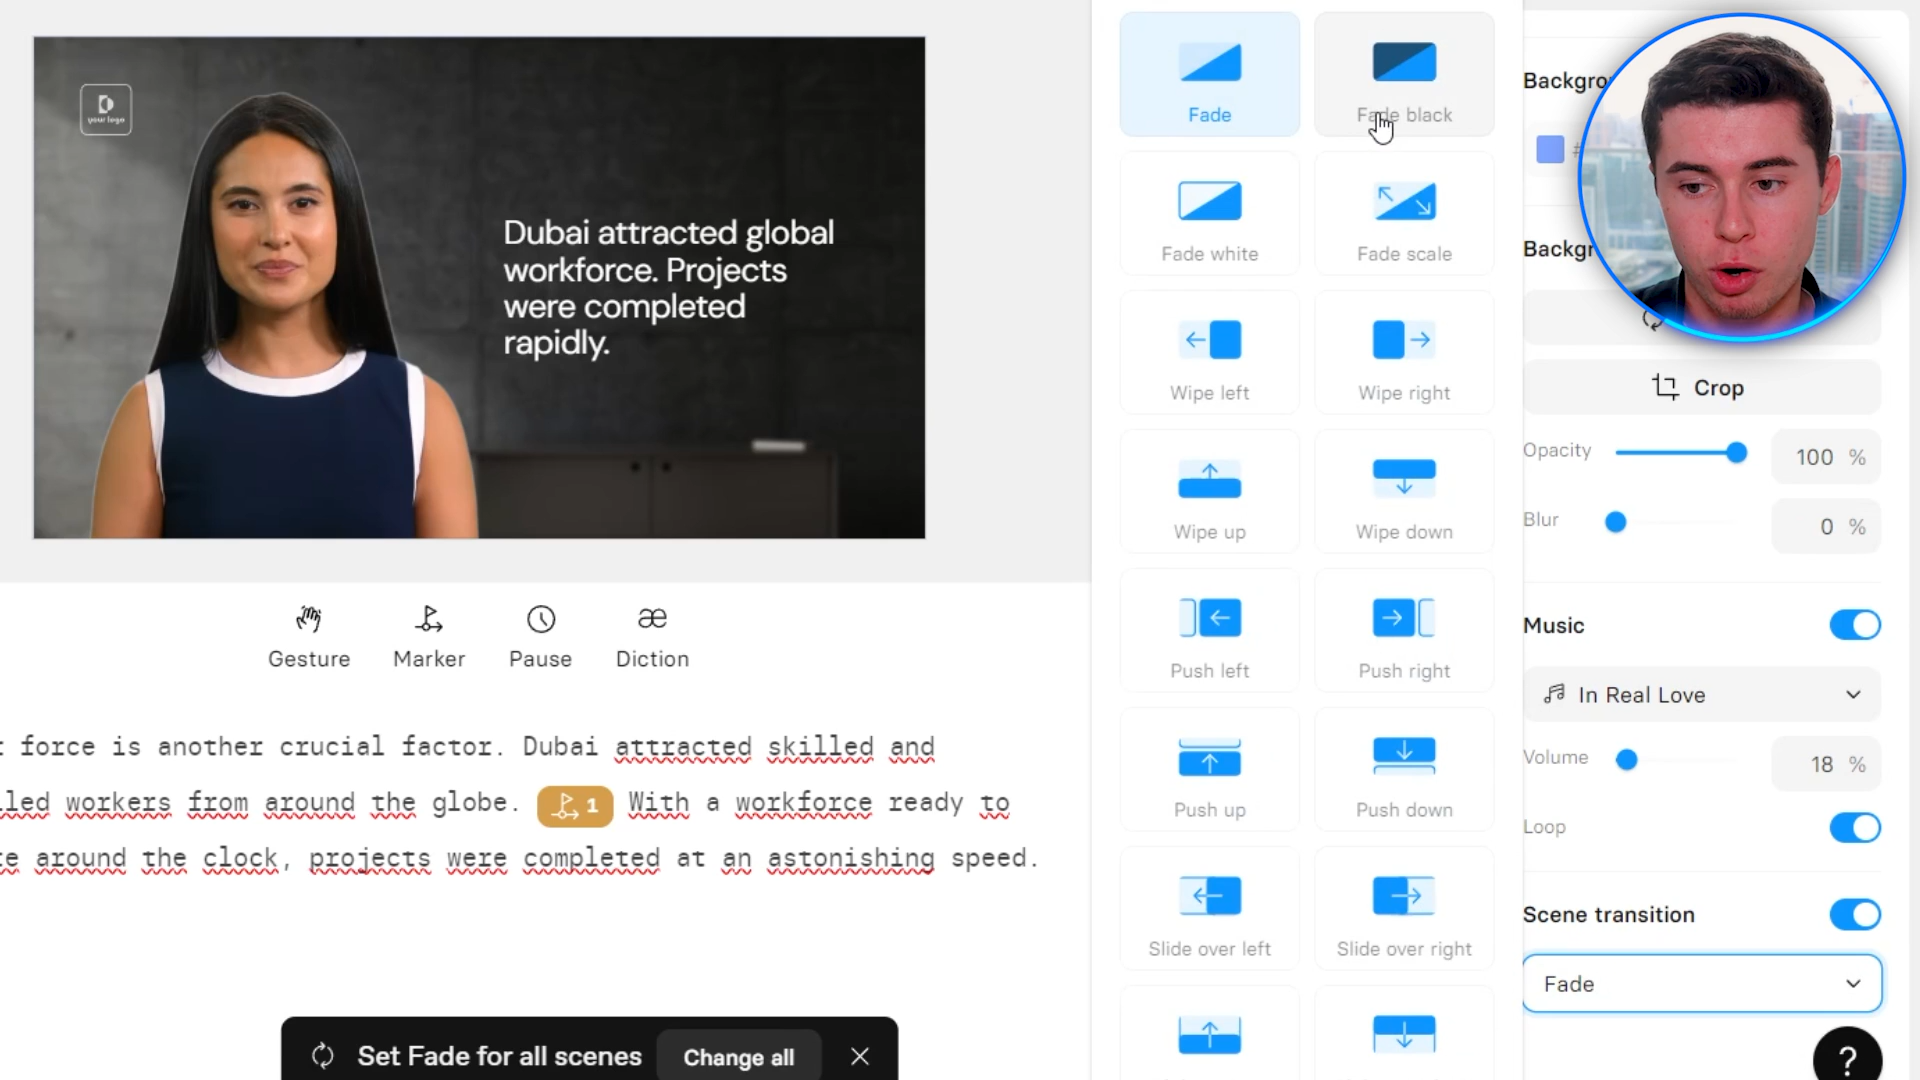 your logo
Dubai attracted global
workforce. Projects
were completed
rapidly.
Gesture
Marker
Pause
Diction
force is another crucial factor. Dubai attracted skilled and
workers from around the globe. 1 With a workforce ready to
around the clock, projects were completed at an astonishing speed.
Set Fade for all scenes
Change all
Fade
Fade black
Fade white
Fade scale
Wipe left
Wipe right
Wipe up
Wipe down
Push left
Push right
Push up
Push down
Slide over left
Slide over right
Crop
Opacity
100 %
Blur
0 %
Music
In Real Love
Volume
18 %
Loop
Scene transition
Fade
?